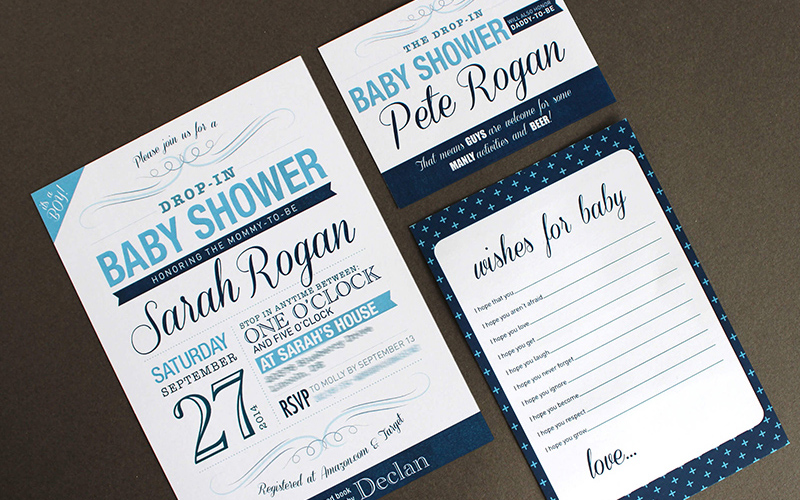 Please join us for a
it's a
BOY!
DROP-IN
BABY SHOWER
HONORING THE MOMMY-TO-BE
Sarah Rogan
SATURDAY
SEPTEMBER
27
2014
STOP IN ANYTIME BETWEEN:
ONE O'CLOCK
AND FIVE O'CLOCK
AT SARAH'S HOUSE
RSVP TO MOLLY BY SEPTEMBER 13
Registered at Amazon.com & Target
book
by Declan
THE DROP-IN
BABY SHOWER
WILL ALSO HONOR
DADDY-TO-BE
Pete Rogan
That means GUYS are welcome for some
MANLY activities and BEER!
wishes for baby
I hope that you
I hope you aren't afraid
I hope you love
I hope you get
I hope you laugh
I hope you never forget
I hope you ignore
I hope you become
I hope you respect
I hope you grow
love...